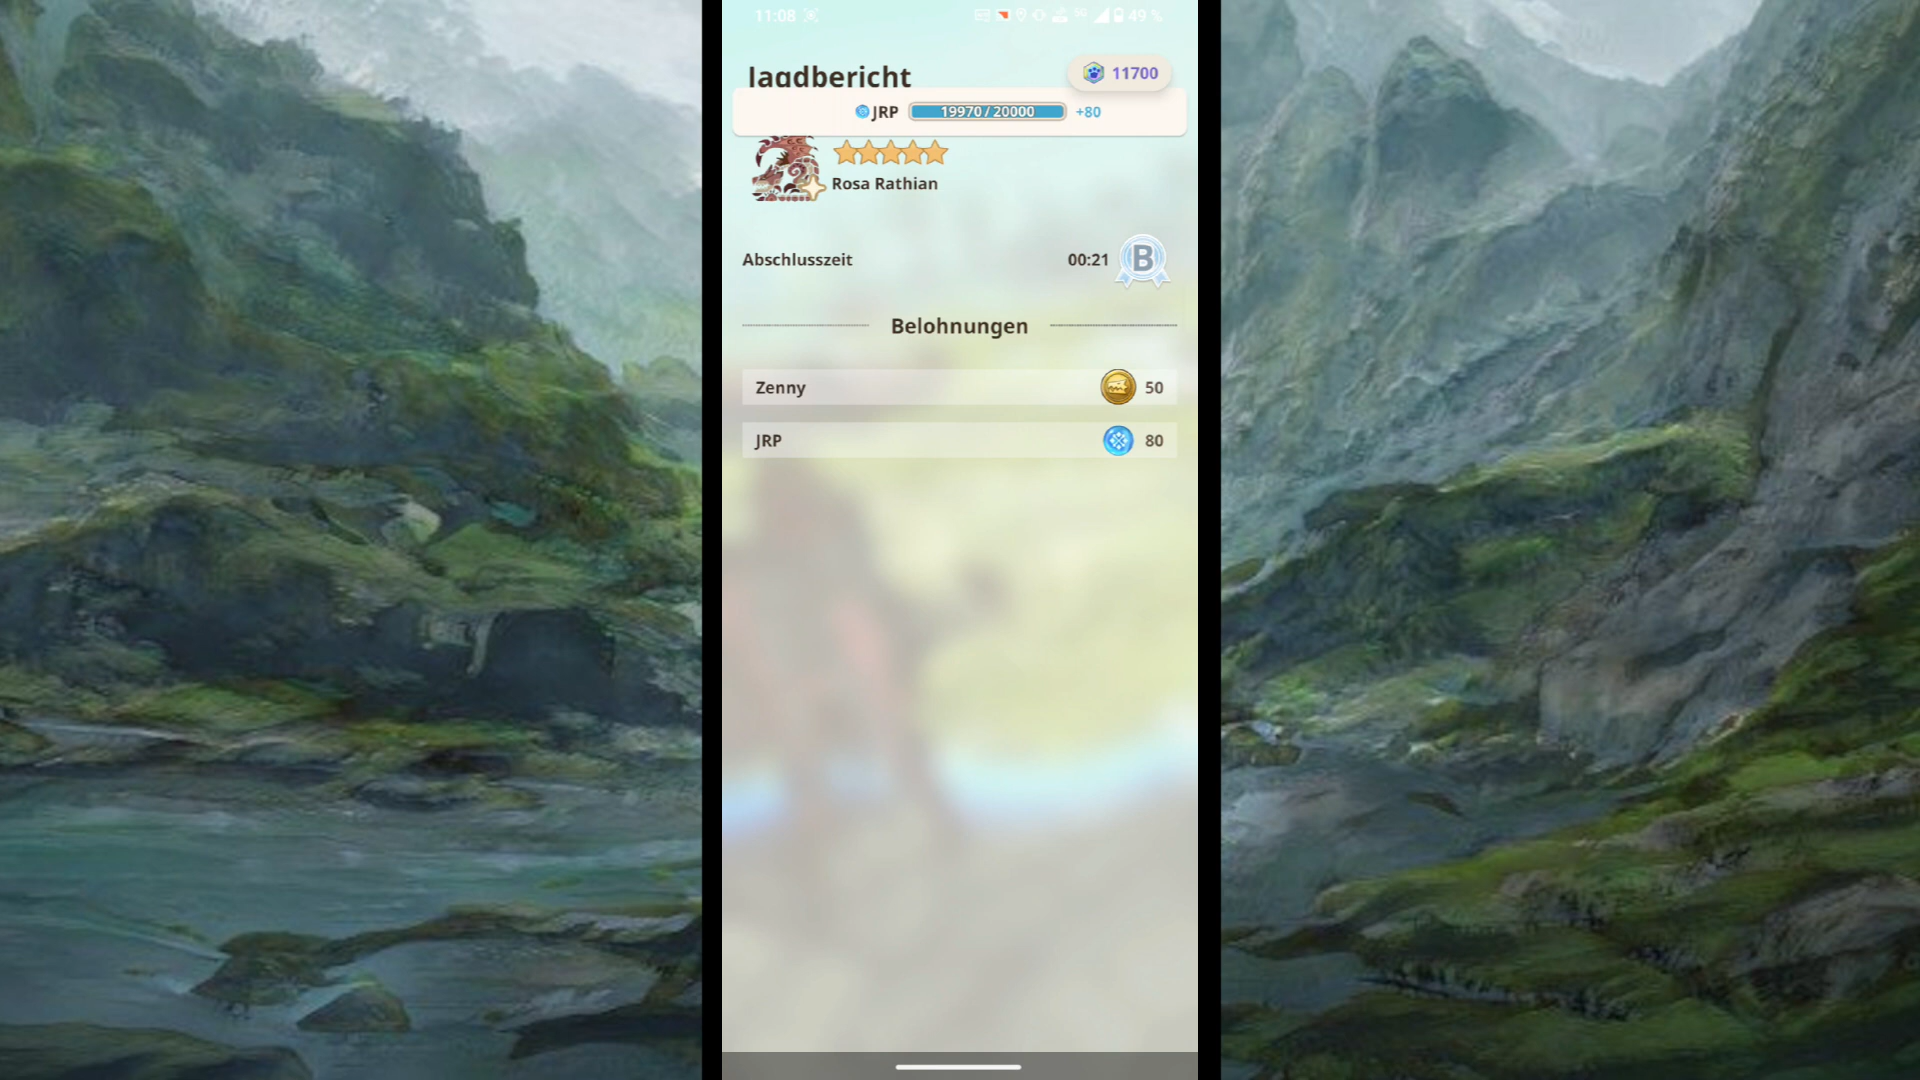 11:08
5G
49 %
Jagdbericht
11700
JRP 19970 / 20000 +80
Rosa Rathian
Abschlusszeit 00:21 B
Belohnungen
Zenny 50
JRP 80